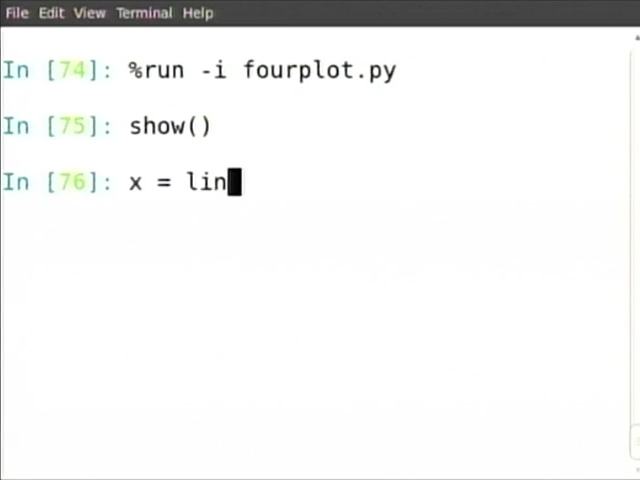 File Edit View Terminal Help
In [74]: %run -i fourplot.py
In [75]: show()
In [76]: x = lin